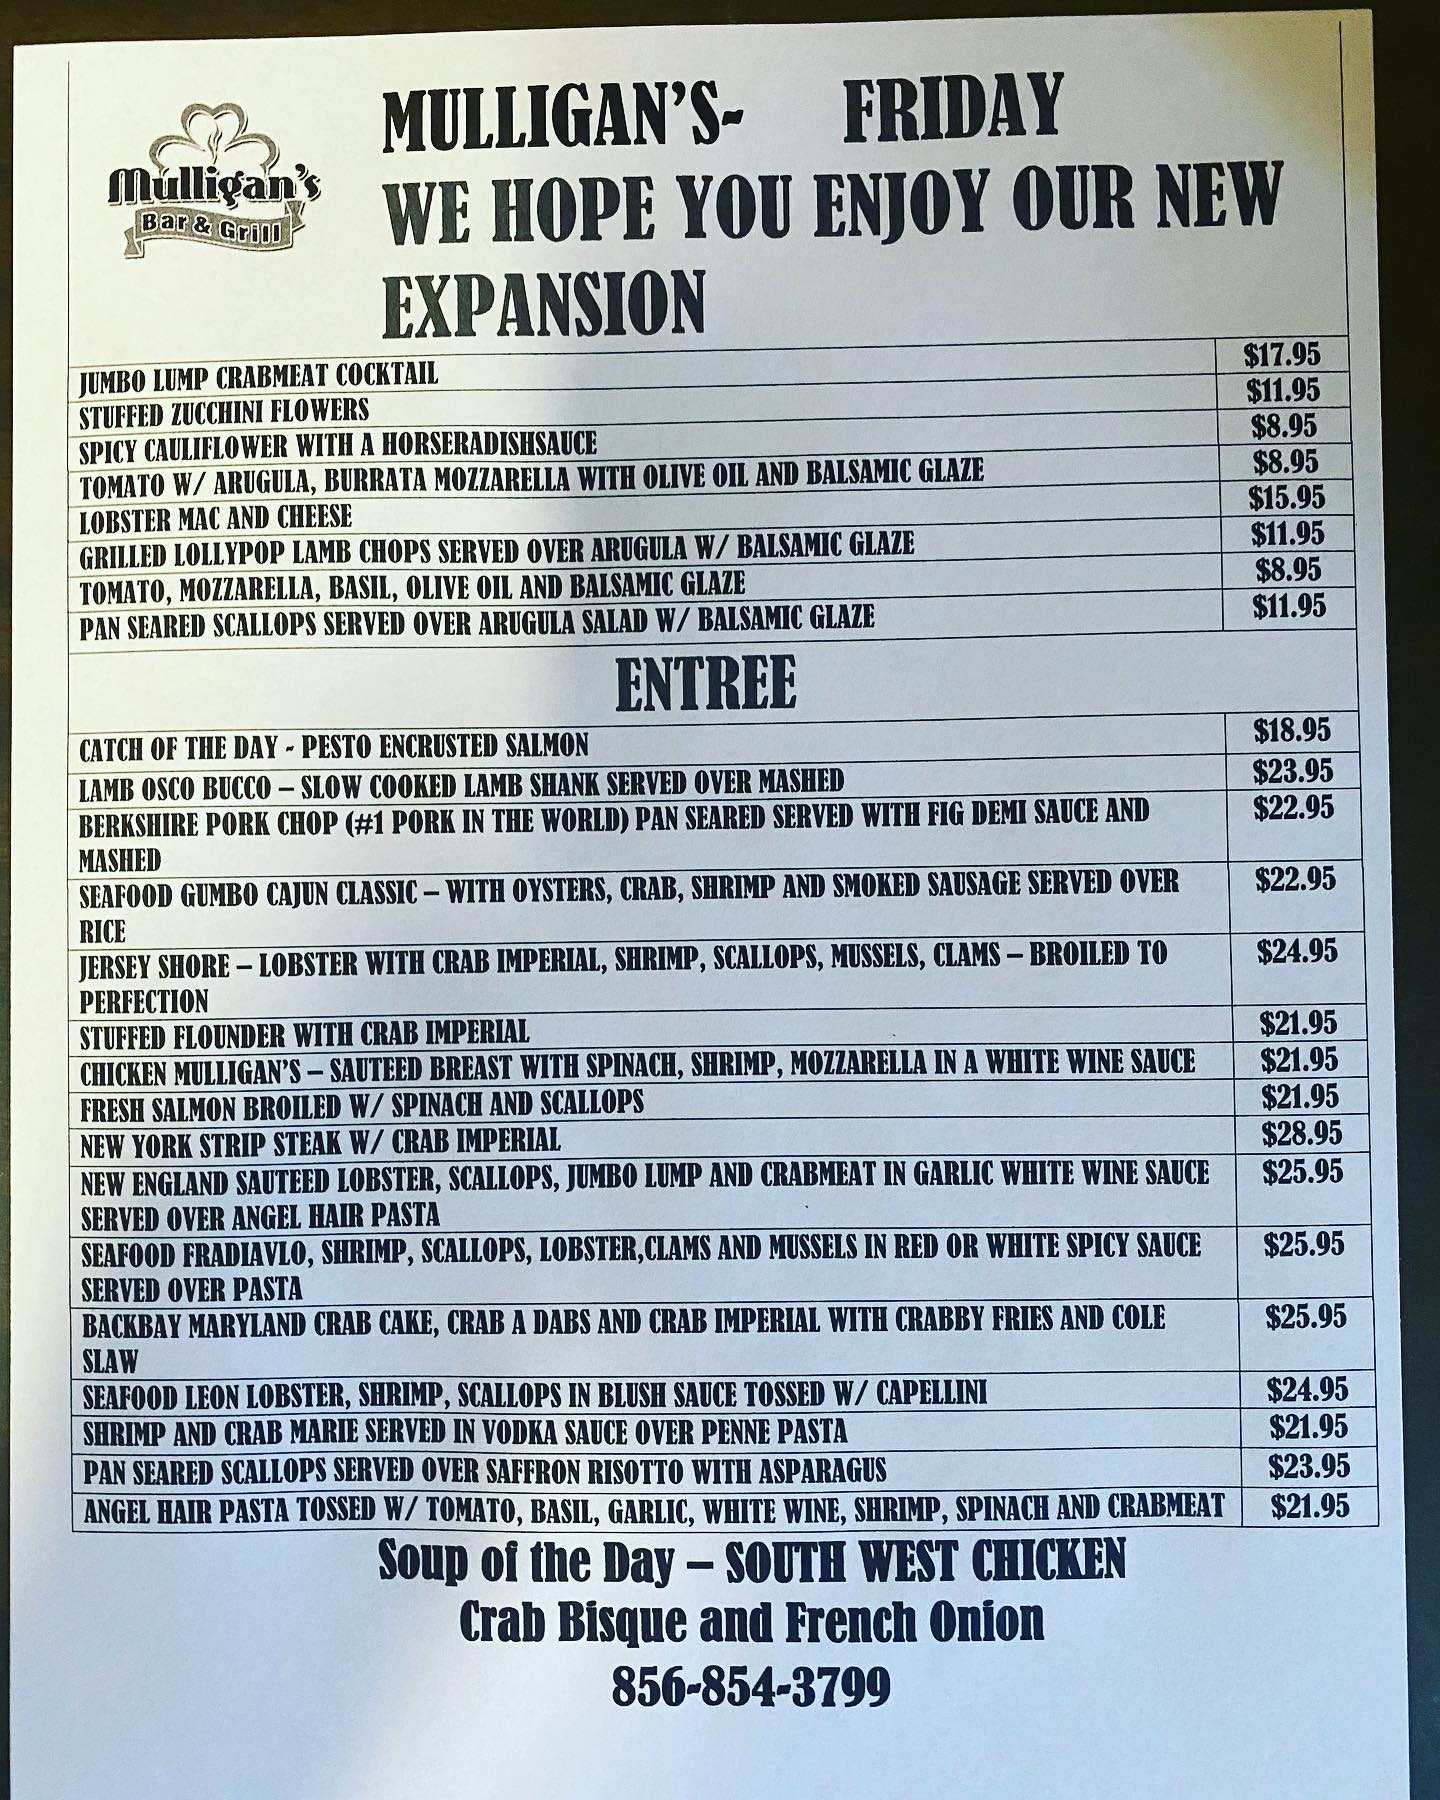 Mulligan's
Bar & Grill
MULLIGAN'S- FRIDAY
WE HOPE YOU ENJOY OUR NEW
EXPANSION
JUMBO LUMP CRABMEAT COCKTAIL $17.95
STUFFED ZUCCHINI FLOWERS $11.95
SPICY CAULIFLOWER WITH A HORSERADISHSAUCE $8.95
TOMATO W/ ARUGULA, BURRATA MOZZARELLA WITH OLIVE OIL AND BALSAMIC GLAZE $8.95
LOBSTER MAC AND CHEESE $15.95
GRILLED LOLLYPOP LAMB CHOPS SERVED OVER ARUGULA W/ BALSAMIC GLAZE $11.95
TOMATO, MOZZARELLA, BASIL, OLIVE OIL AND BALSAMIC GLAZE $8.95
PAN SEARED SCALLOPS SERVED OVER ARUGULA SALAD W/ BALSAMIC GLAZE $11.95
ENTREE
CATCH OF THE DAY - PESTO ENCRUSTED SALMON $18.95
LAMB OSCO BUCCO – SLOW COOKED LAMB SHANK SERVED OVER MASHED $23.95
BERKSHIRE PORK CHOP (#1 PORK IN THE WORLD) PAN SEARED SERVED WITH FIG DEMI SAUCE AND $22.95
MASHED
SEAFOOD GUMBO CAJUN CLASSIC – WITH OYSTERS, CRAB, SHRIMP AND SMOKED SAUSAGE SERVED OVER $22.95
RICE
JERSEY SHORE – LOBSTER WITH CRAB IMPERIAL, SHRIMP, SCALLOPS, MUSSELS, CLAMS – BROILED TO $24.95
PERFECTION
STUFFED FLOUNDER WITH CRAB IMPERIAL $21.95
CHICKEN MULLIGAN'S – SAUTEED BREAST WITH SPINACH, SHRIMP, MOZZARELLA IN A WHITE WINE SAUCE $21.95
FRESH SALMON BROILED W/ SPINACH AND SCALLOPS $21.95
NEW YORK STRIP STEAK W/ CRAB IMPERIAL $28.95
NEW ENGLAND SAUTEED LOBSTER, SCALLOPS, JUMBO LUMP AND CRABMEAT IN GARLIC WHITE WINE SAUCE $25.95
SERVED OVER ANGEL HAIR PASTA
SEAFOOD FRADIAVLO, SHRIMP, SCALLOPS, LOBSTER,CLAMS AND MUSSELS IN RED OR WHITE SPICY SAUCE $25.95
SERVED OVER PASTA
BACKBAY MARYLAND CRAB CAKE, CRAB A DABS AND CRAB IMPERIAL WITH CRABBY FRIES AND COLE $25.95
SLAW
SEAFOOD LEON LOBSTER, SHRIMP, SCALLOPS IN BLUSH SAUCE TOSSED W/ CAPELLINI $24.95
SHRIMP AND CRAB MARIE SERVED IN VODKA SAUCE OVER PENNE PASTA $21.95
PAN SEARED SCALLOPS SERVED OVER SAFFRON RISOTTO WITH ASPARAGUS $23.95
ANGEL HAIR PASTA TOSSED W/ TOMATO, BASIL, GARLIC, WHITE WINE, SHRIMP, SPINACH AND CRABMEAT $21.95
Soup of the Day – SOUTH WEST CHICKEN
Crab Bisque and French Onion
856-854-3799